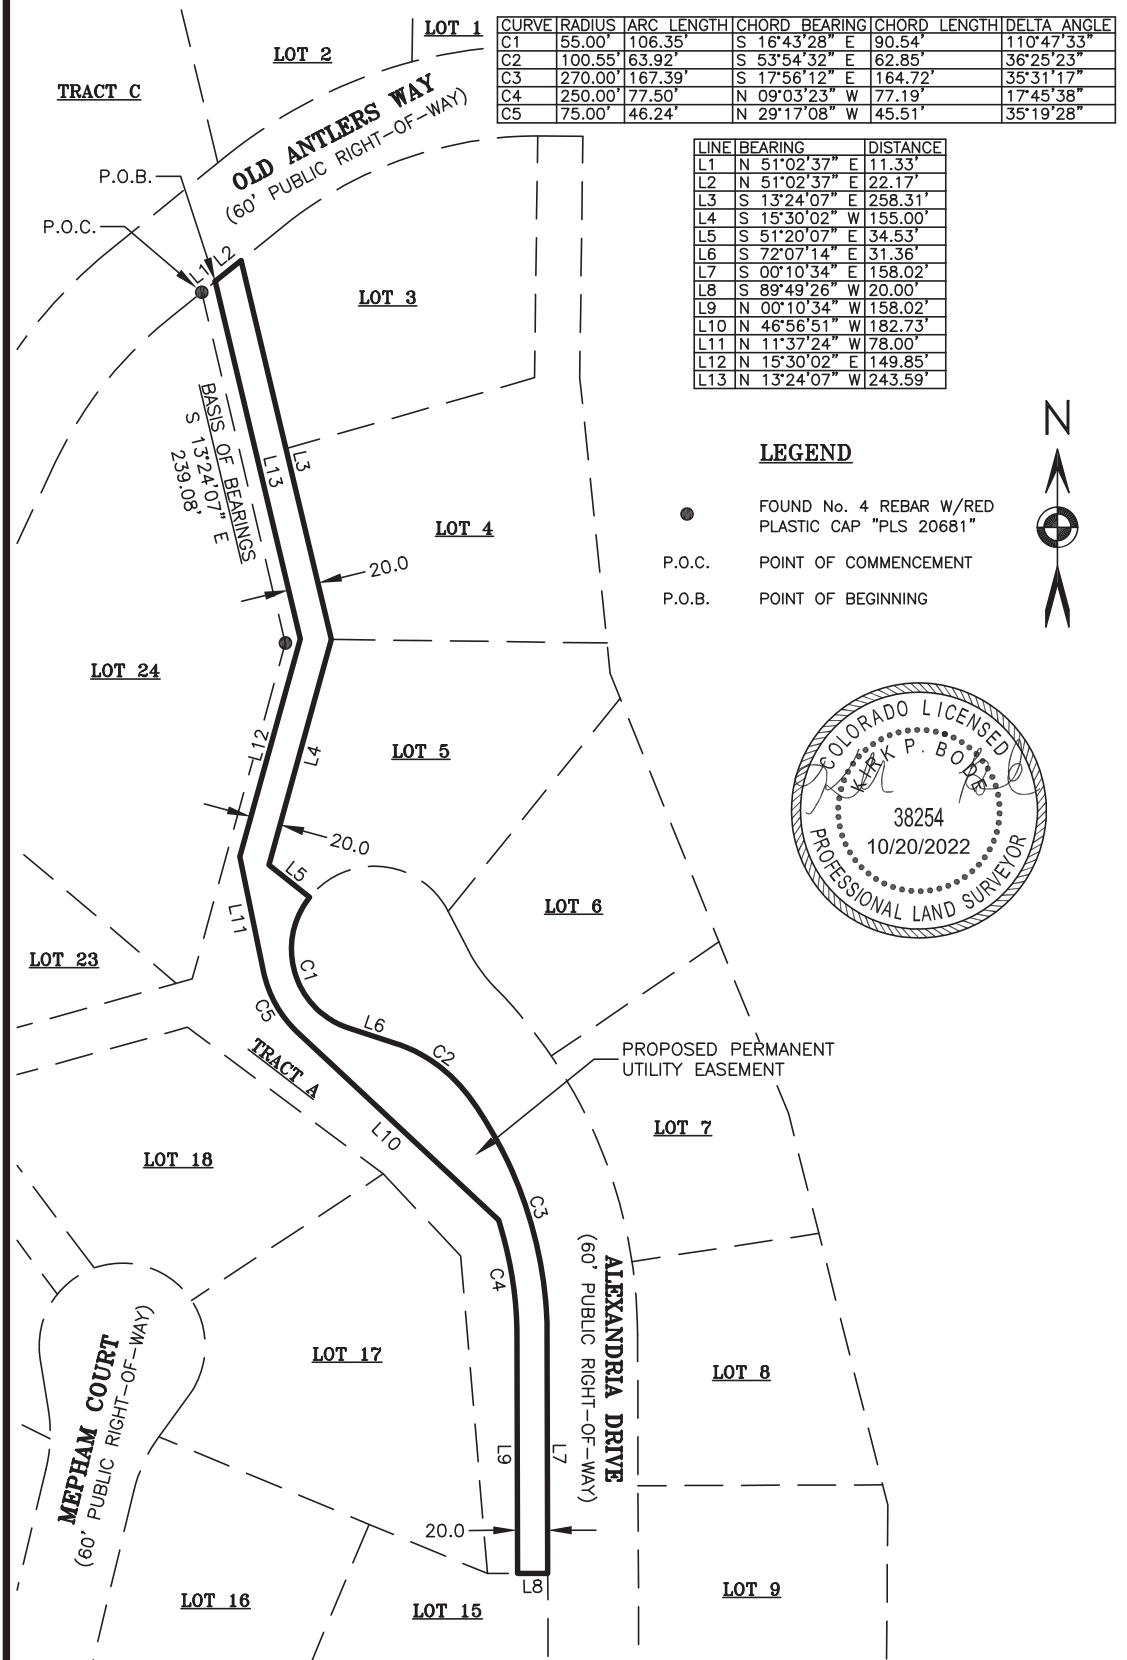 LOT 1
LOT 2
TRACT C
CURVE RADIUS ARC LENGTH CHORD BEARING CHORD LENGTH DELTA ANGLE
C1 55.00' 106.35' S 16°43'28" E 90.54' 110°47'33"
C2 100.55' 63.92' S 53°54'32" E 62.85' 36°25'23"
C3 270.00' 167.39' S 17°56'12" E 164.72' 35°31'17"
C4 250.00' 77.50' N 09°03'23" W 77.19' 17°45'38"
C5 75.00' 46.24' N 29°17'08" W 45.51' 35°19'28"
LINE BEARING DISTANCE
L1 N 51°02'37" E 11.33'
L2 N 51°02'37" E 22.17'
L3 S 13°24'07" E 258.31'
L4 S 15°30'02" W 155.00'
L5 S 51°20'07" E 34.53'
L6 S 72°07'14" E 31.36'
L7 S 00°10'34" E 158.02'
L8 S 89°49'26" W 20.00'
L9 N 00°10'34" W 158.02'
L10 N 46°56'51" W 182.73'
L11 N 11°37'24" W 78.00'
L12 N 15°30'02" E 149.85'
L13 N 13°24'07" W 243.59'
OLD ANTLERS WAY
(60' PUBLIC RIGHT-OF-WAY)
P.O.B.
P.O.C.
L1
L2
LOT 3
BASIS OF BEARINGS
S 13°24'07" E
239.08'
L13
L3
LEGEND
N
FOUND No. 4 REBAR W/RED
PLASTIC CAP "PLS 20681"
P.O.C. POINT OF COMMENCEMENT
P.O.B. POINT OF BEGINNING
LOT 4
20.0
LOT 24
LOT 5
L12
L4
20.0
COLORADO LICENSED
KIRK P. BODE
38254
10/20/2022
PROFESSIONAL LAND SURVEYOR
L5
LOT 6
L11
LOT 23
C1
C5
L6
C2
TRACT A
PROPOSED PERMANENT
UTILITY EASEMENT
L10
LOT 7
LOT 18
C3
C4
ALEXANDRIA DRIVE
(60' PUBLIC RIGHT-OF-WAY)
MEPHAM COURT
(60' PUBLIC RIGHT-OF-WAY)
LOT 17
LOT 8
L9
L7
20.0
L8
LOT 16
LOT 15
LOT 9